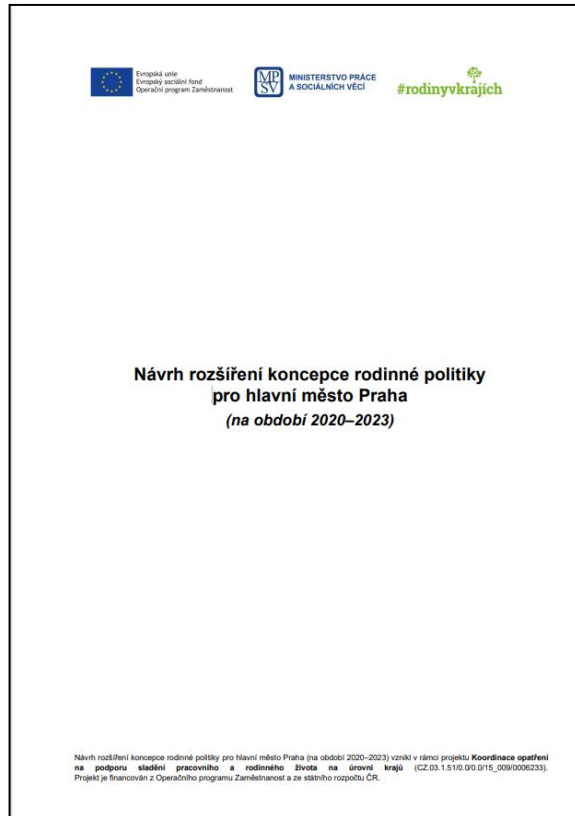 Evropská unie
Evropský sociální fond
Operační program Zaměstnanost
MP
SV
MINISTERSTVO PRÁCE
A SOCIÁLNÍCH VĚCÍ
#rodinyvkrajích
Návrh rozšíření koncepce rodinné politiky
pro hlavní město Praha
(na období 2020–2023)
Návrh rozšíření koncepce rodinné politiky pro hlavní město Praha (na období 2020–2023) vznikl v rámci projektu Koordinace opatření
na podporu sladění pracovního a rodinného života na úrovni krajů (CZ.03.1.51/0.0/0.0/15_009/0006233).
Projekt je financován z Operačního programu Zaměstnanost a ze státního rozpočtu ČR.